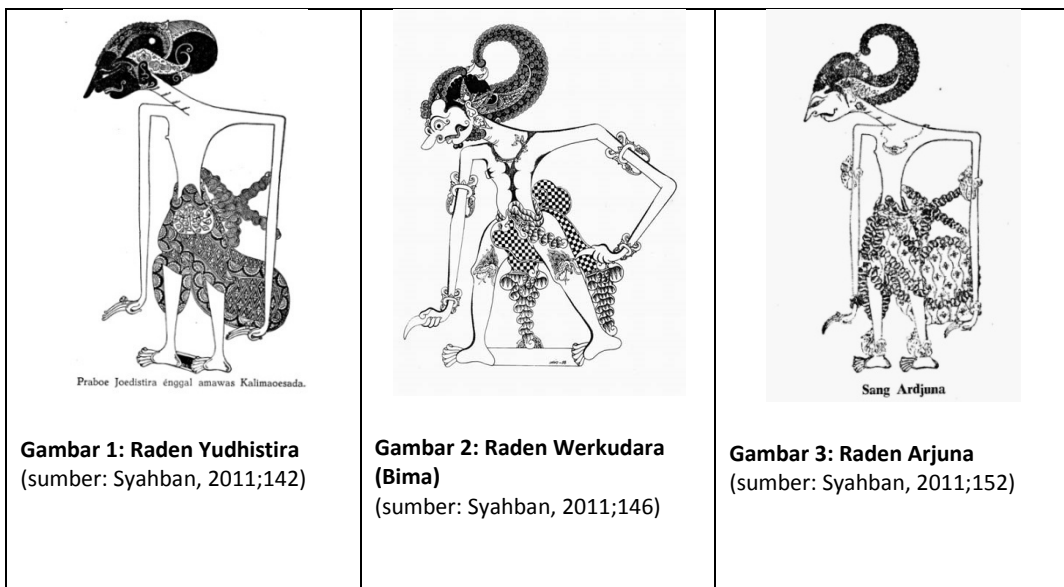 Praboe Joedistira énggal amawas Kalimaoesada.
Gambar 1: Raden Yudhistira
(sumber: Syahban, 2011;142)
Gambar 2: Raden Werkudara
(Bima)
(sumber: Syahban, 2011;146)
Sang Ardjuna
Gambar 3: Raden Arjuna
(sumber: Syahban, 2011;152)